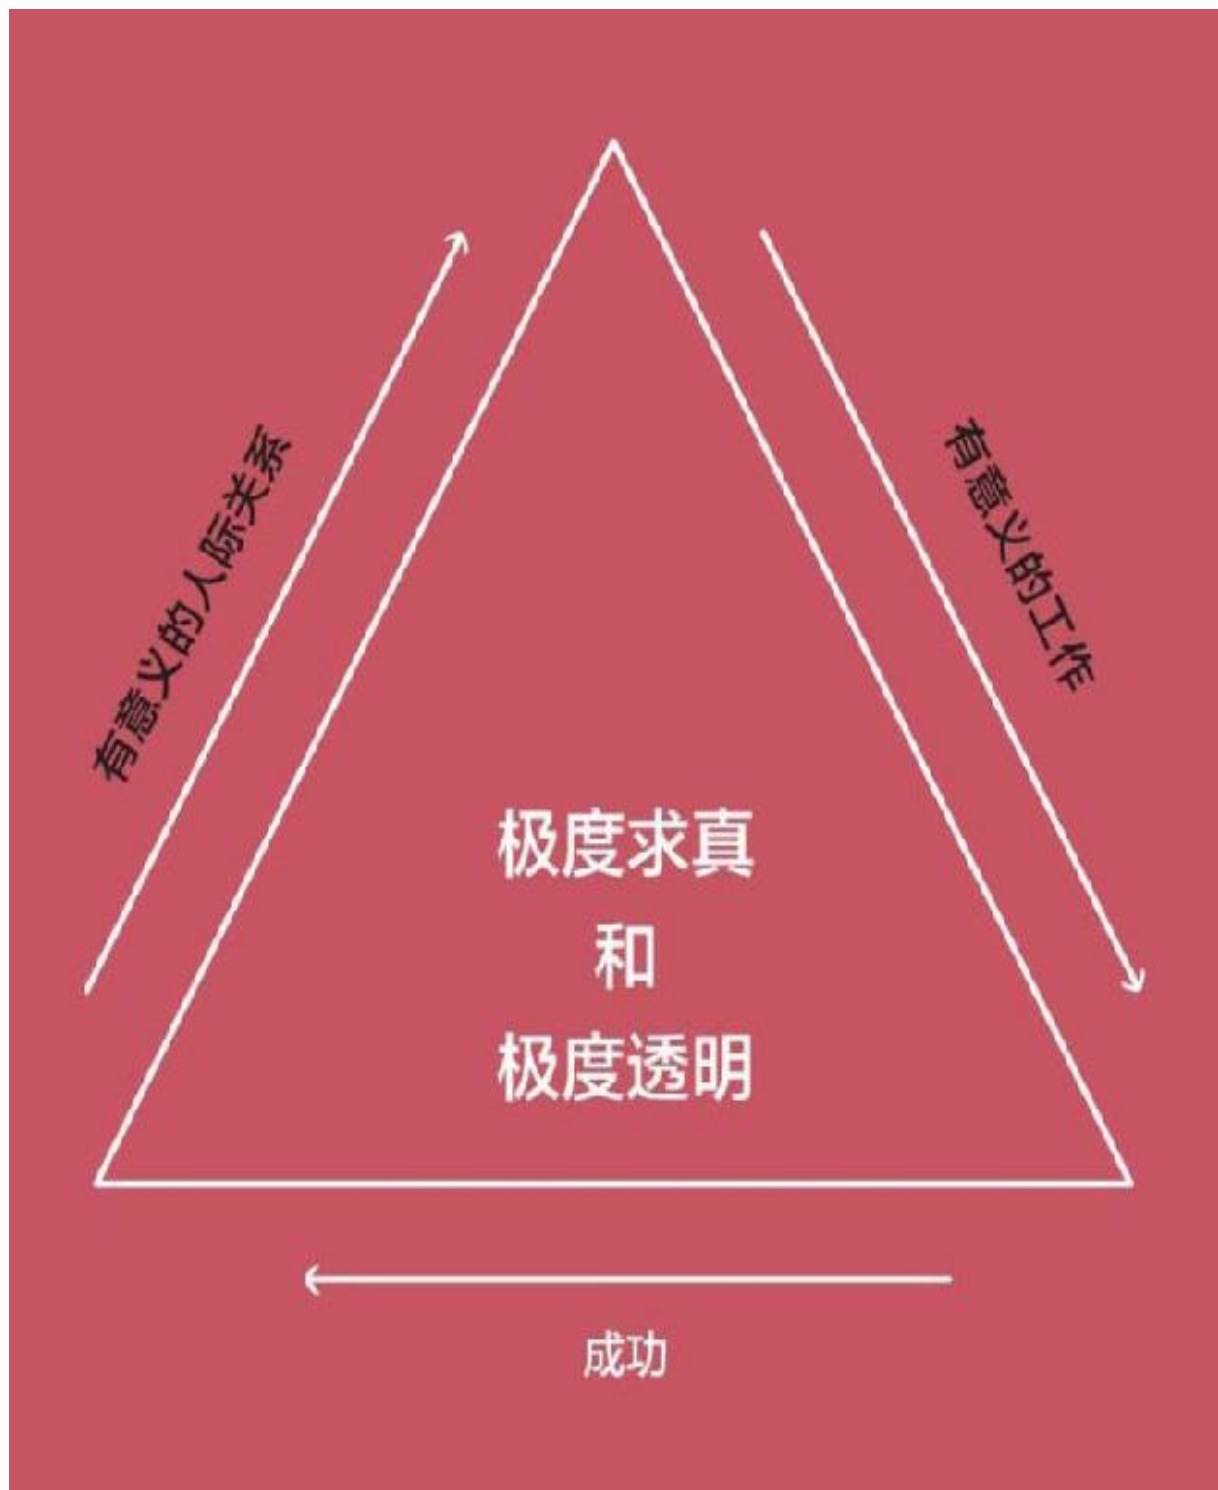 有意义的人际关系
有意义的工作
极度求真
和
极度透明
成功